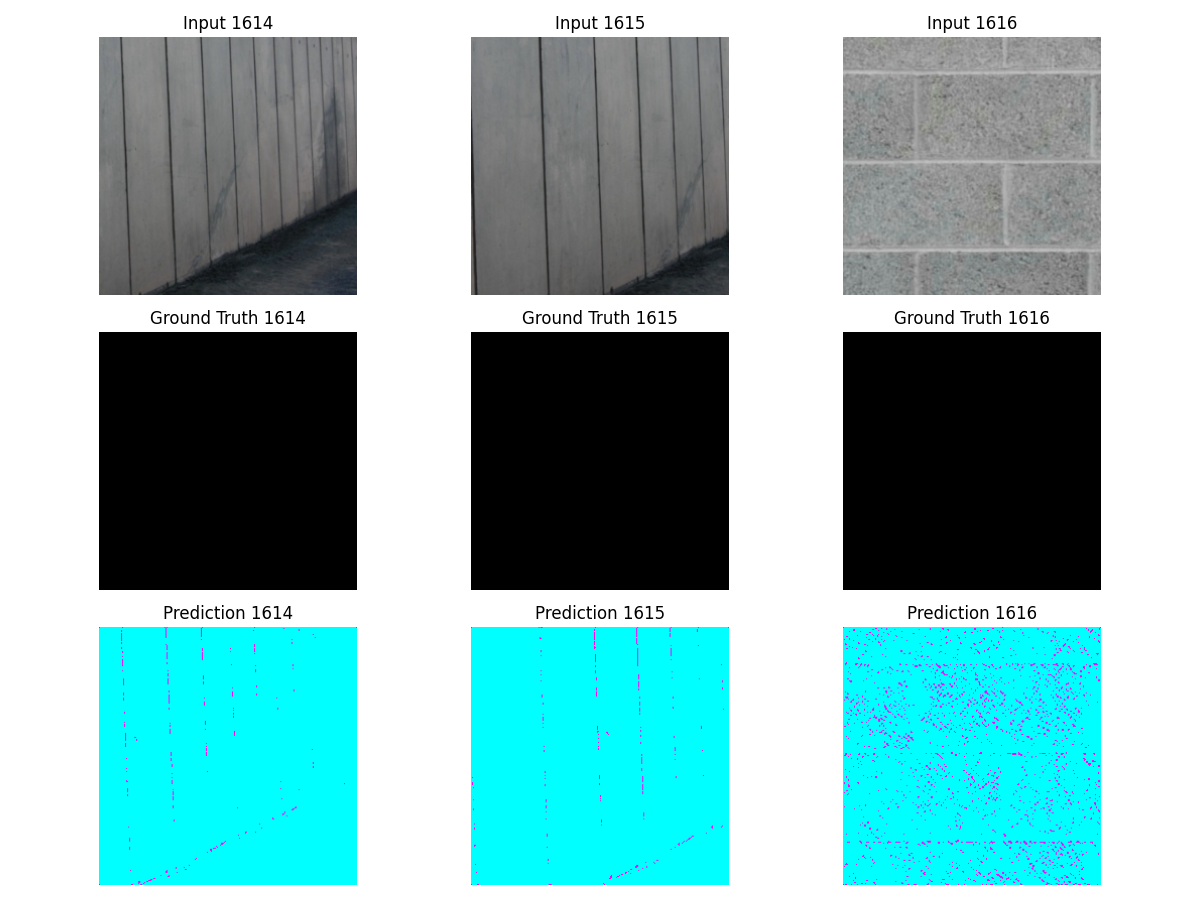 Input 1614
Input 1615
Input 1616
Ground Truth 1614
Ground Truth 1615
Ground Truth 1616
Prediction 1614
Prediction 1615
Prediction 1616